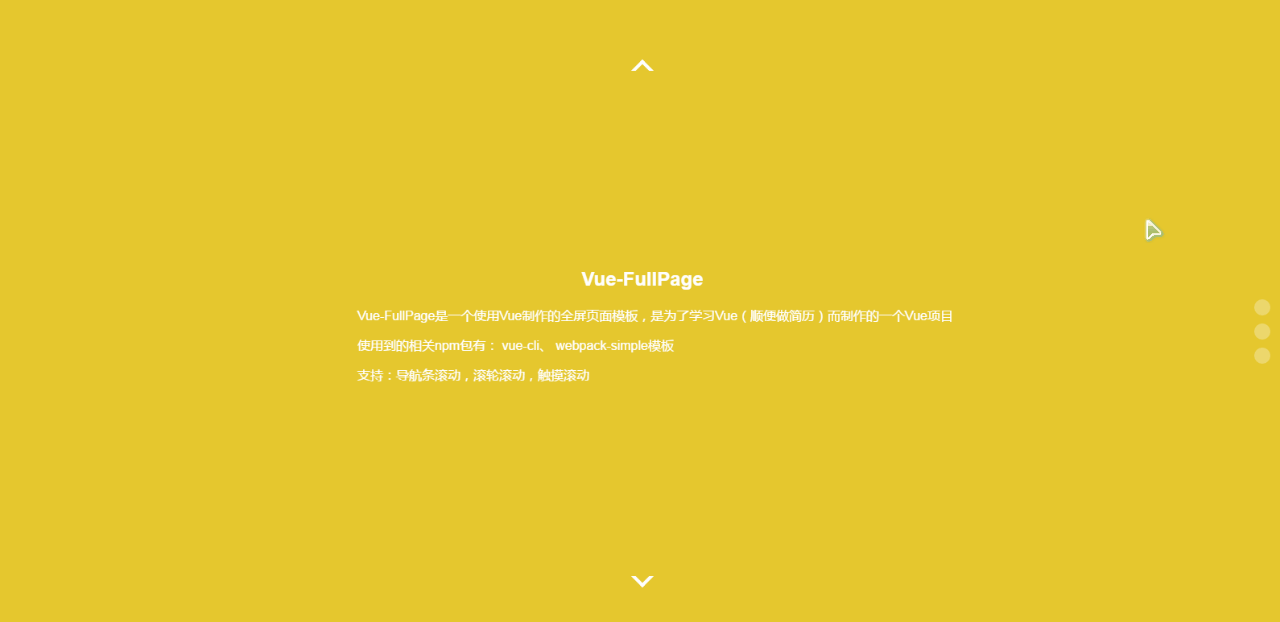 Vue-FullPage
Vue-FullPage是一个使用Vue制作的全屏页面模板，是为了学习Vue（顺便做简历）而制作的一个Vue项目
使用到的相关npm包有： vue-cli、 webpack-simple模板
支持：导航条滚动，滚轮滚动，触摸滚动